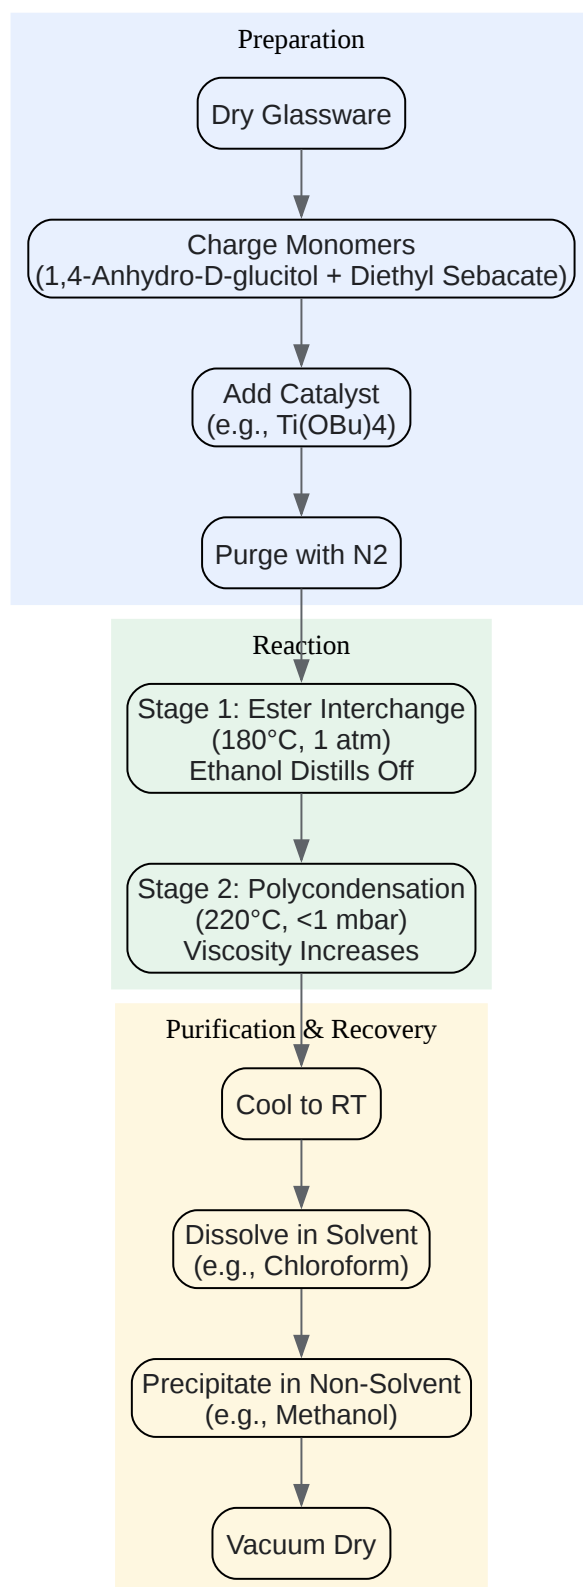 Preparation
Dry Glassware
Charge Monomers
(1,4-Anhydro-D-glucitol + Diethyl Sebacate)
Add Catalyst
(e.g., Ti(OBu)4)
Purge with N2
Reaction
Stage 1: Ester Interchange
(180°C, 1 atm)
Ethanol Distills Off
Stage 2: Polycondensation
(220°C, <1 mbar)
Viscosity Increases
Purification & Recovery
Cool to RT
Dissolve in Solvent
(e.g., Chloroform)
Precipitate in Non-Solvent
(e.g., Methanol)
Vacuum Dry